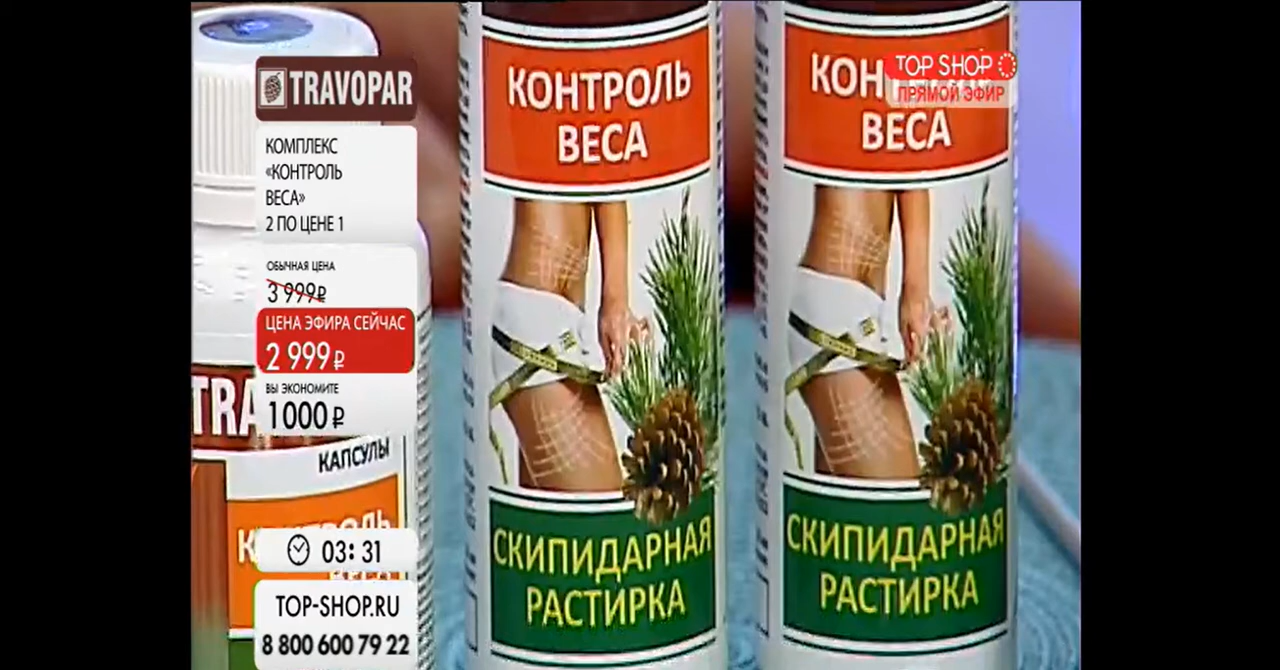 TRAVOPAR
КОМПЛЕКС
«КОНТРОЛЬ
ВЕСА»
2 ПО ЦЕНЕ 1
ОБЫЧНАЯ ЦЕНА
3 999₽
ЦЕНА ЭФИРА СЕЙЧАС
2 999 ₽
ВЫ ЭКОНОМИТЕ
1000 ₽
КАПСУЛЫ
03: 31
TOP-SHOP.RU
8 800 600 79 22
КОНТРОЛЬ
ВЕСА
СКИПИДАРНАЯ
РАСТИРКА
ВЕСА
СКИПИДАРНАЯ
РАСТИРКА
TOP SHOP
ПРЯМОЙ ЭФИР